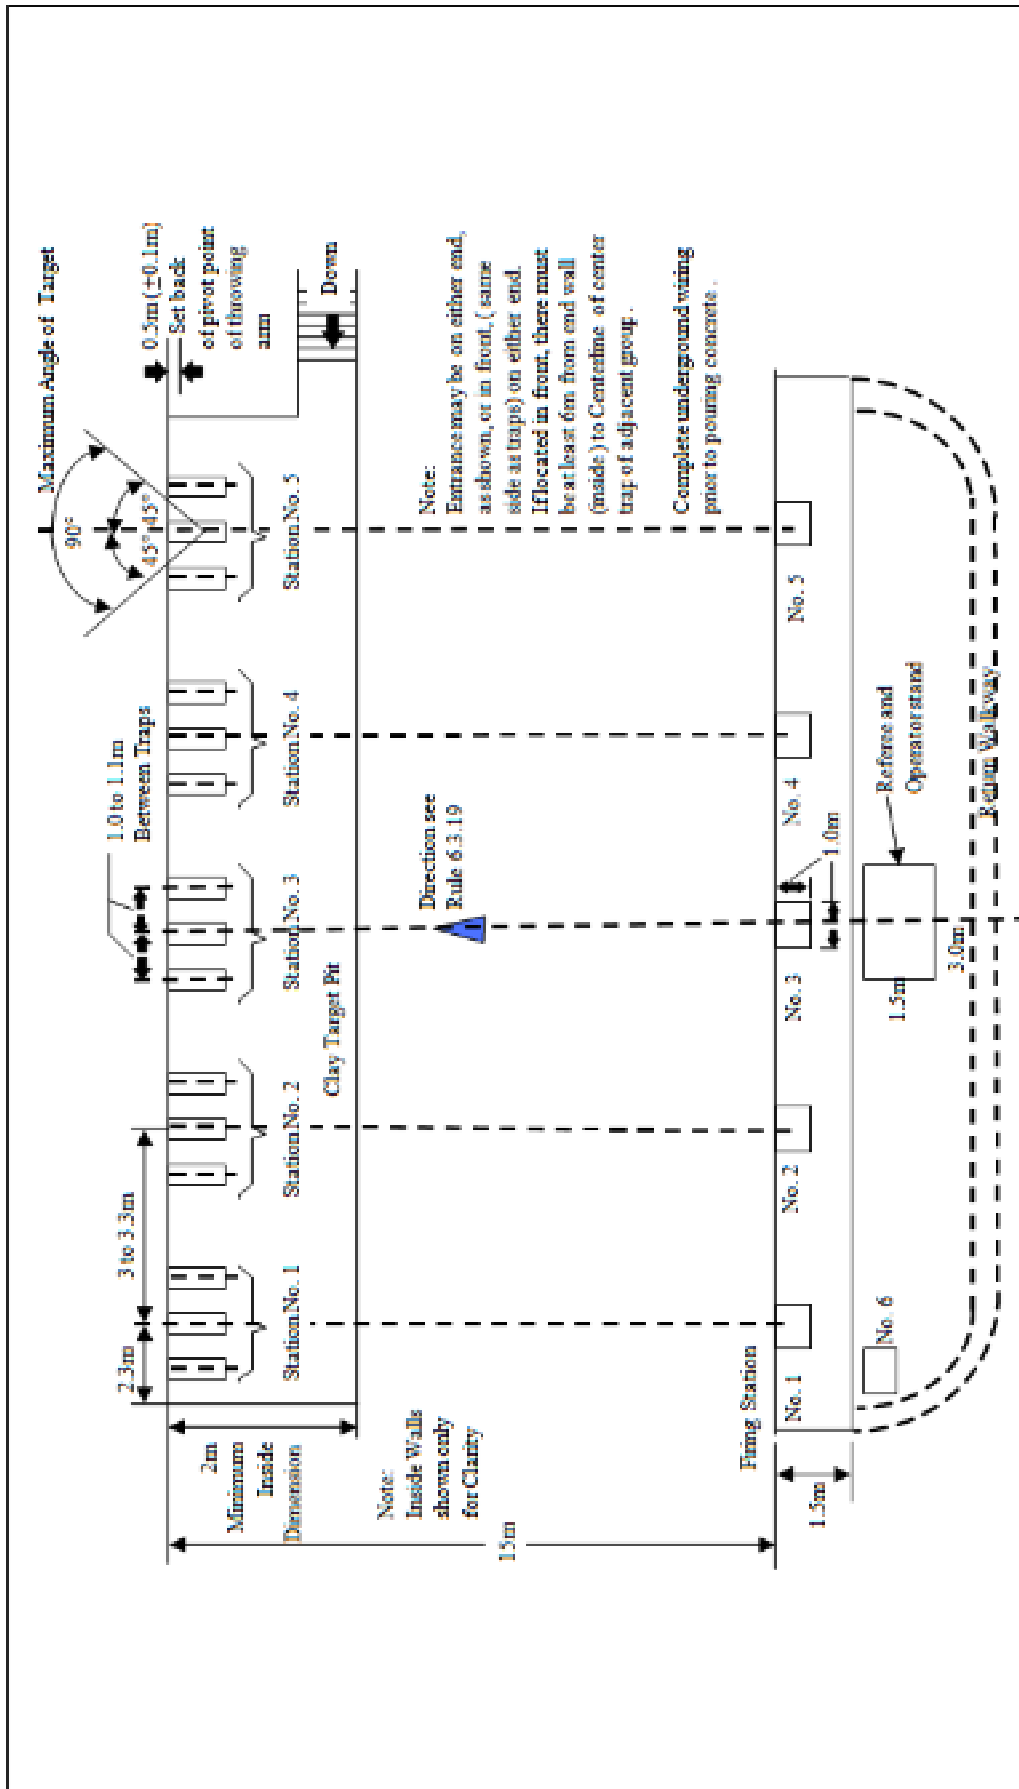 Maximum Angle of Target
90°
45° 45°
0.5m (±0.1m)
Set back
of pivot point
of throwing
arm
1.0 to 1.1m
Between Traps
3 to 3.3m
2.3m
Station No. 1
Station No. 2
Station No. 3
Station No. 4
Station No. 5
Down
2m
Minimum
Inside
Dimension
Clay Target Pit
Note:
Inside Walls
shown only
for Clarity
15m
Direction see
Rule 6.3.19
Note:
Entrance may be on either end,
as shown, or in front, ( same
side as traps) on either end.
If located in front, there must
be at least 6m from end wall
(inside ) to Centerline of center
trap of adjacent group .
Complete underground wiring
prior to pouring concrete .
Firing Station
No. 1
No. 2
No. 3
No. 4
No. 5
No. 6
1.5m
1.0m
1.5m
3.0m
Referee and
Operator stand
Return Walkway